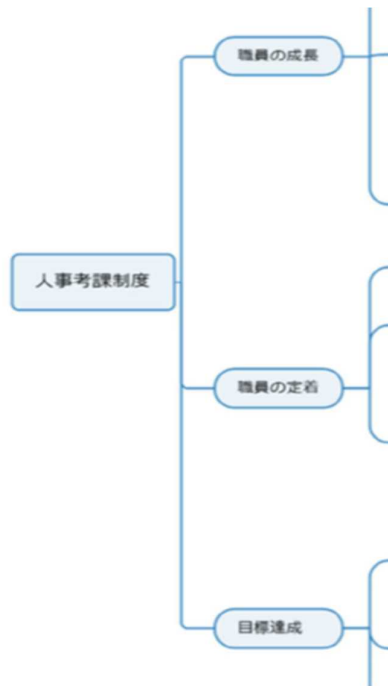 職員の成長
人事考課制度
職員の定着
目標達成